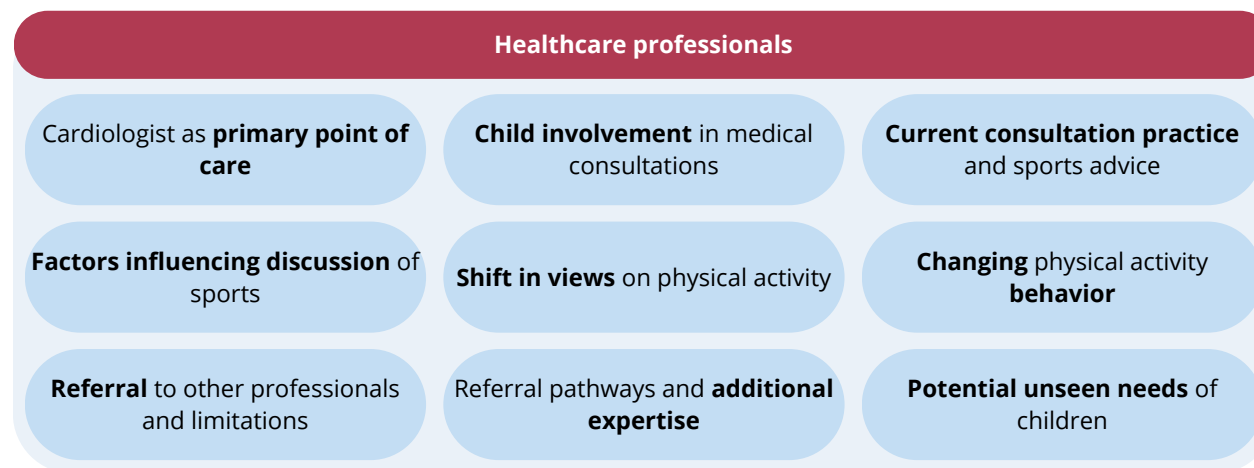 Healthcare professionals
Cardiologist as primary point of
care
Child involvement in medical
consultations
Current consultation practice
and sports advice
Factors influencing discussion of
sports
Shift in views on physical activity
Changing physical activity
behavior
Referral to other professionals
and limitations
Referral pathways and additional
expertise
Potential unseen needs of
children